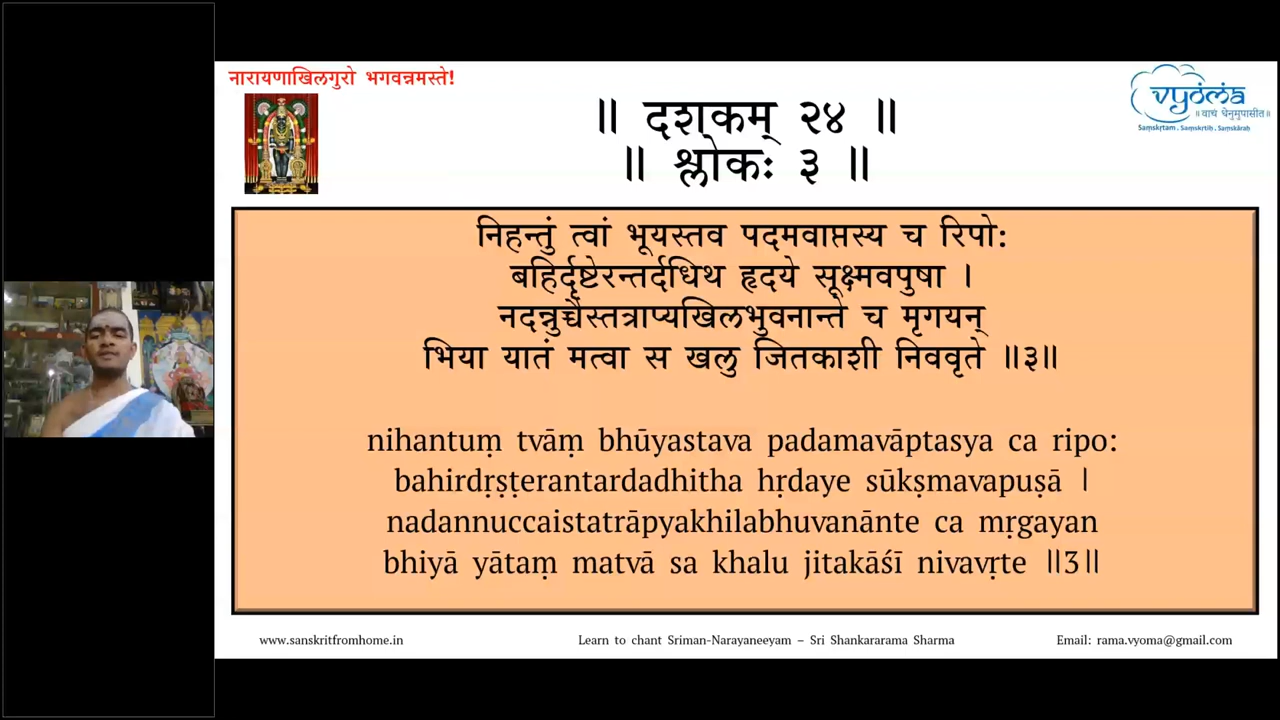 नारायणाखिलगुरो भगवन्नमस्ते!
vyoma
॥ वाचं धेनुमुपासीत॥
Saṃskṛtam . Saṃskṛtiḥ . Saṃskāraḥ
॥ दशकम् २४ ॥
॥ श्लोकः ३ ॥
निहन्तुं त्वां भूयस्तव पदमवाप्तस्य च रिपो:
बहिर्दृष्टेरन्तर्दधिथ हृदये सूक्ष्मवपुषा ।
नदन्नुच्चैस्तत्राप्यखिलभुवनान्ते च मृगयन्
भिया यातं मत्वा स खलु जितकाशी निववृते ॥३॥
nihantuṃ tvāṃ bhūyastava padamavāptasya ca ripo:
bahirdṛṣṭerantardadhitha hṛdaye sūkṣmavapuṣā |
nadannuccaistatrāpyakhilabhuvanānte ca mṛgayan
bhiyā yātaṃ matvā sa khalu jitakāśī nivavṛte ||3||
www.sanskritfromhome.in
Learn to chant Sriman-Narayaneeyam – Sri Shankararama Sharma
Email: rama.vyoma@gmail.com